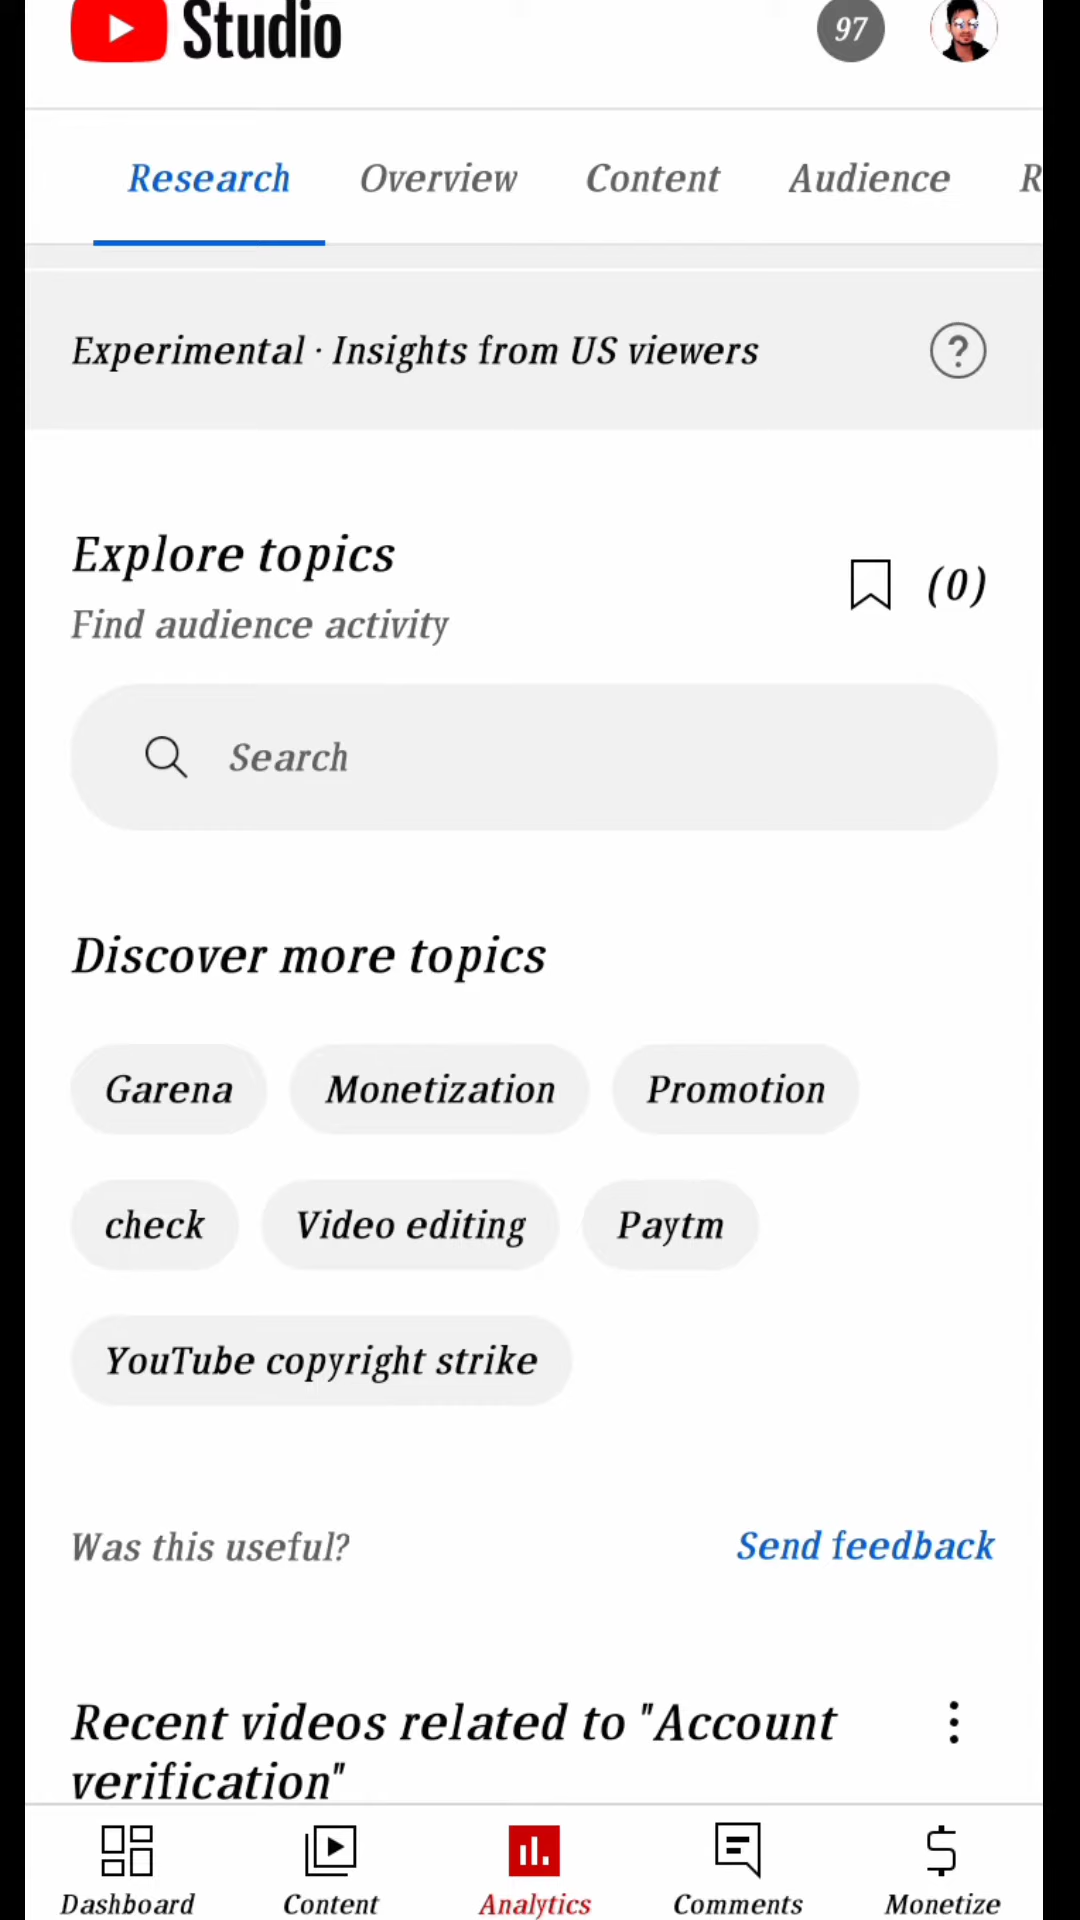 Studio
97
Research Overview Content Audience R
Experimental · Insights from US viewers
?
Explore topics
(0)
Find audience activity
Search
Discover more topics
Garena Monetization Promotion
check Video editing Paytm
YouTube copyright strike
Was this useful? Send feedback
Recent videos related to "Account
verification"
Dashboard Content Analytics Comments Monetize